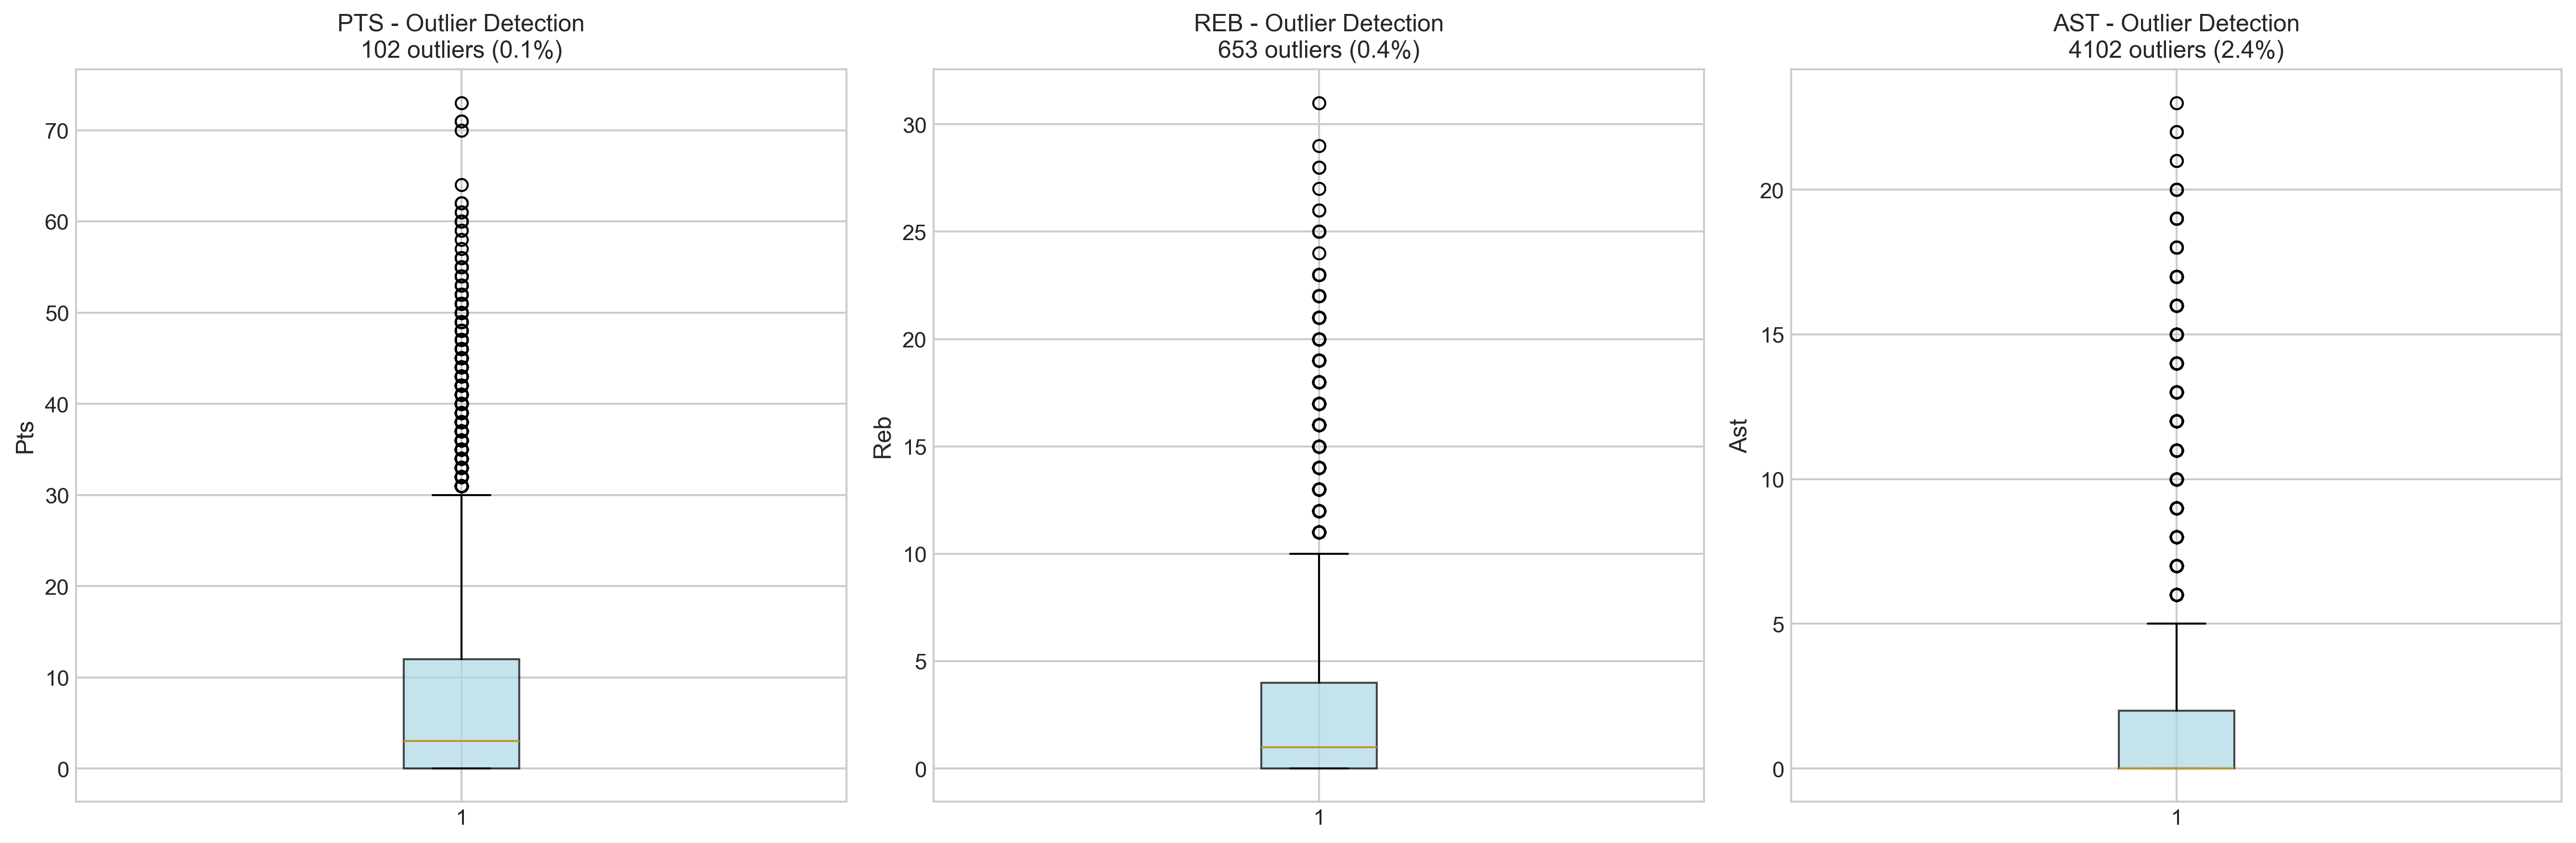 PTS - Outlier Detection
102 outliers (0.1%)
Pts
70
60
50
40
30
20
10
0
1
REB - Outlier Detection
653 outliers (0.4%)
Reb
30
25
20
15
10
5
0
1
AST - Outlier Detection
4102 outliers (2.4%)
Ast
20
15
10
5
0
1